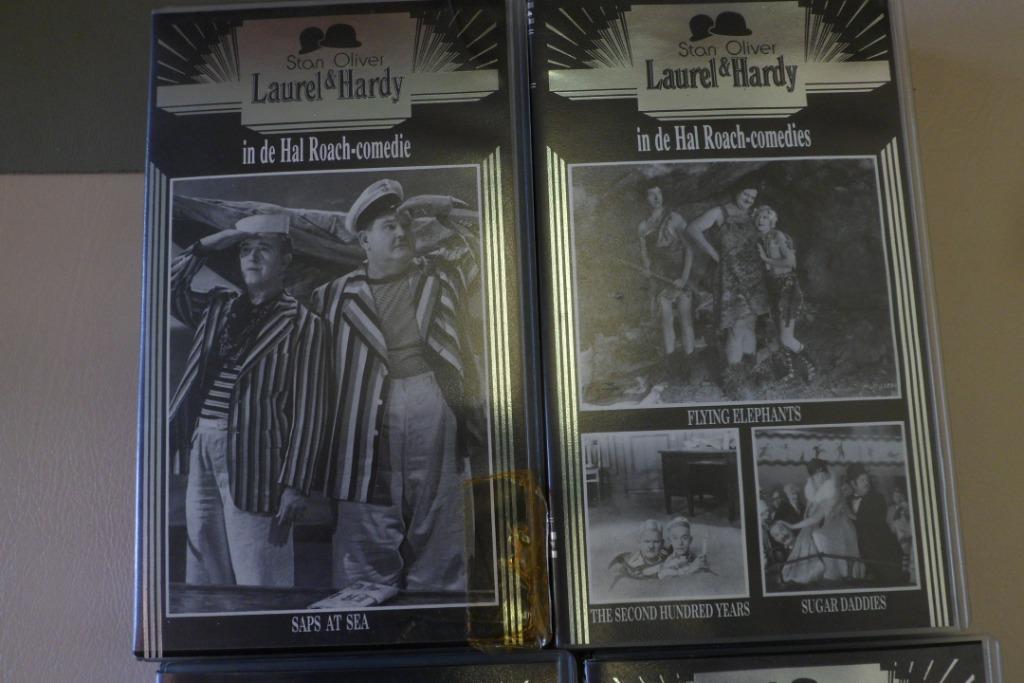 Stan Oliver
Laurel & Hardy
in de Hal Roach-comedie
SAPS AT SEA
Stan Oliver
Laurel & Hardy
in de Hal Roach-comedies
FLYING ELEPHANTS
THE SECOND HUNDRED YEARS
SUGAR DADDIES